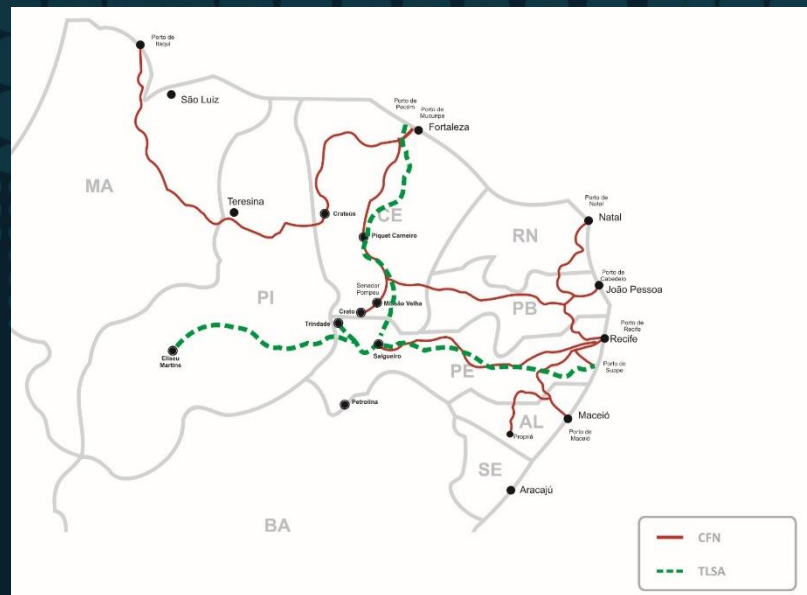 Porto de
Itaqui
São Luiz
Porto de
Pecém
Porto de
Mucuripe
Fortaleza
MA
Teresina
Crateús
CE
Piquet Carneiro
RN
Porto de
Natal
Natal
Porto de
Cabedelo
João Pessoa
PI
Senador
Pompeu
Missão Velha
Crato
PB
Trindade
Porto de
Recife
Recife
Eliseu
Martins
Salgueiro
PE
Porto de
Suape
Petrolina
AL
Maceió
Porto de
Maceió
Propriá
SE
Aracajú
BA
CFN
TLSA